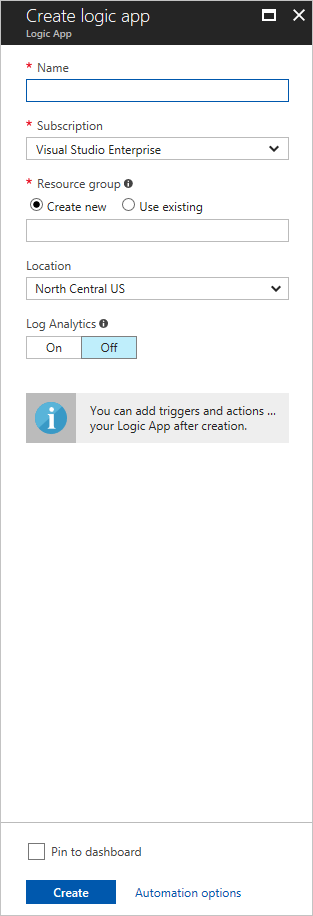 Create logic app
Logic App
* Name
* Subscription
Visual Studio Enterprise
* Resource group
Create new Use existing
Location
North Central US
Log Analytics
On Off
You can add triggers and actions ...
your Logic App after creation.
Pin to dashboard
Create Automation options